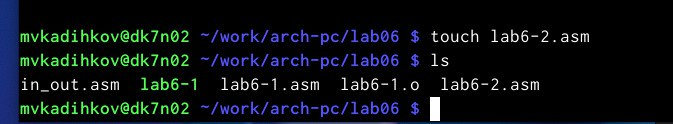 mvkadihkov@dk7n02 ~/work/arch-pc/lab06 $ touch lab6-2.asm
mvkadihkov@dk7n02 ~/work/arch-pc/lab06 $ ls
in_out.asm  lab6-1  lab6-1.asm  lab6-1.o  lab6-2.asm
mvkadihkov@dk7n02 ~/work/arch-pc/lab06 $